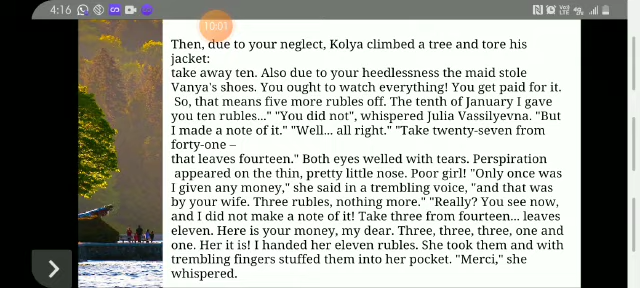 4:16
10:01
Then, due to your neglect, Kolya climbed a tree and tore his
jacket:
take away ten. Also due to your heedlessness the maid stole
Vanya's shoes. You ought to watch everything! You get paid for it.
So, that means five more rubles off. The tenth of January I gave
you ten rubles..." "You did not", whispered Julia Vassilyevna. "But
I made a note of it." "Well... all right." "Take twenty-seven from
forty-one –
that leaves fourteen." Both eyes welled with tears. Perspiration
appeared on the thin, pretty little nose. Poor girl! "Only once was
I given any money," she said in a trembling voice, "and that was
by your wife. Three rubles, nothing more." "Really? You see now,
and I did not make a note of it! Take three from fourteen... leaves
eleven. Here is your money, my dear. Three, three, three, one and
one. Her it is! I handed her eleven rubles. She took them and with
trembling fingers stuffed them into her pocket. "Merci," she
whispered.